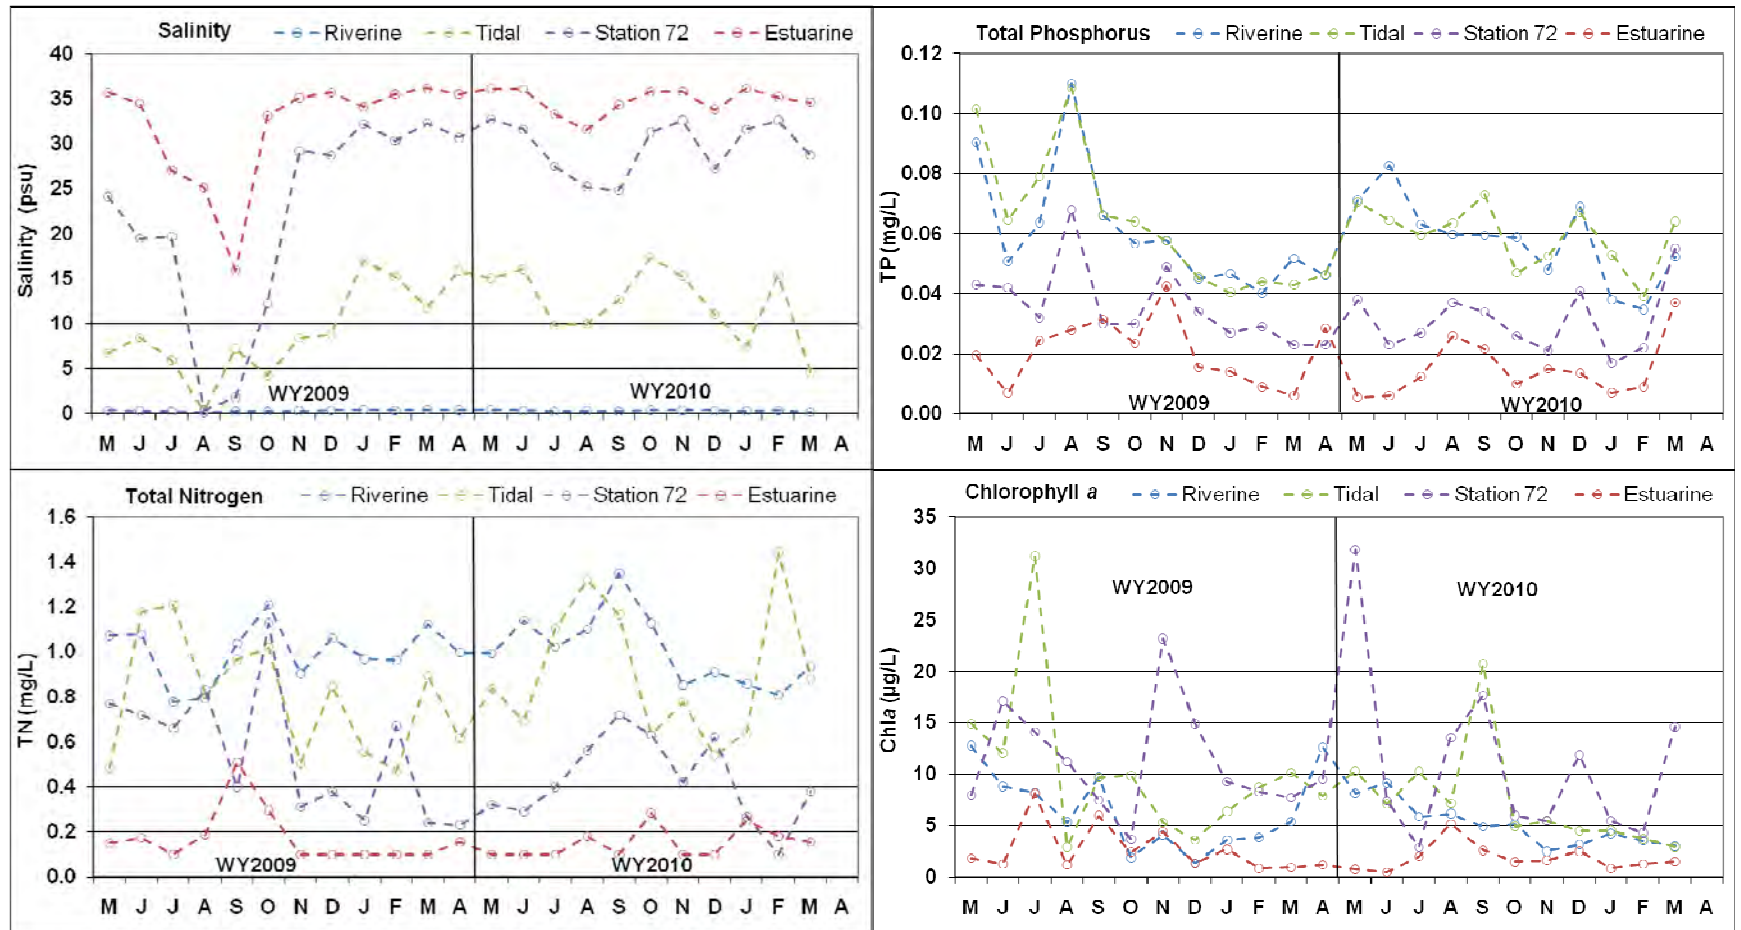 Salinity Riverine Tidal Station 72 Estuarine
40
35
30
25
20
15
10
5
0
Salinity (psu)
WY2009 WY2010
M J J A S O N D J F M A M J J A S O N D J F M A
Total Phosphorus Riverine Tidal Station 72 Estuarine
0.12
0.10
0.08
0.06
0.04
0.02
0.00
TP (mg/L)
WY2009 WY2010
M J J A S O N D J F M A M J J A S O N D J F M A
Total Nitrogen Riverine Tidal Station 72 Estuarine
1.6
1.4
1.2
1.0
0.8
0.6
0.4
0.2
0.0
TN (mg/L)
WY2009 WY2010
M J J A S O N D J F M A M J J A S O N D J F M A
Chlorophyll a Riverine Tidal Station 72 Estuarine
35
30
25
20
15
10
5
0
Chla (µg/L)
WY2009 WY2010
M J J A S O N D J F M A M J J A S O N D J F M A